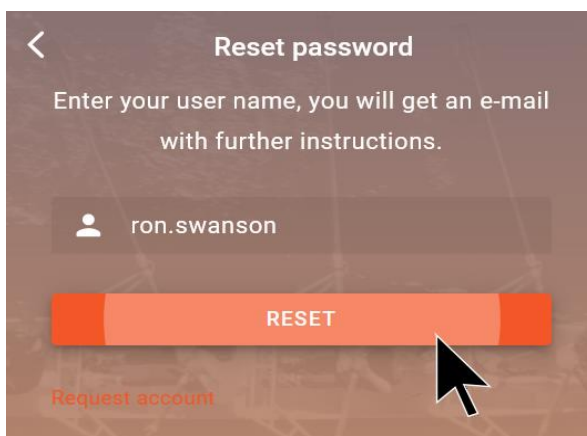 Reset password
Enter your user name, you will get an e-mail
with further instructions.
ron.swanson
RESET
Request account